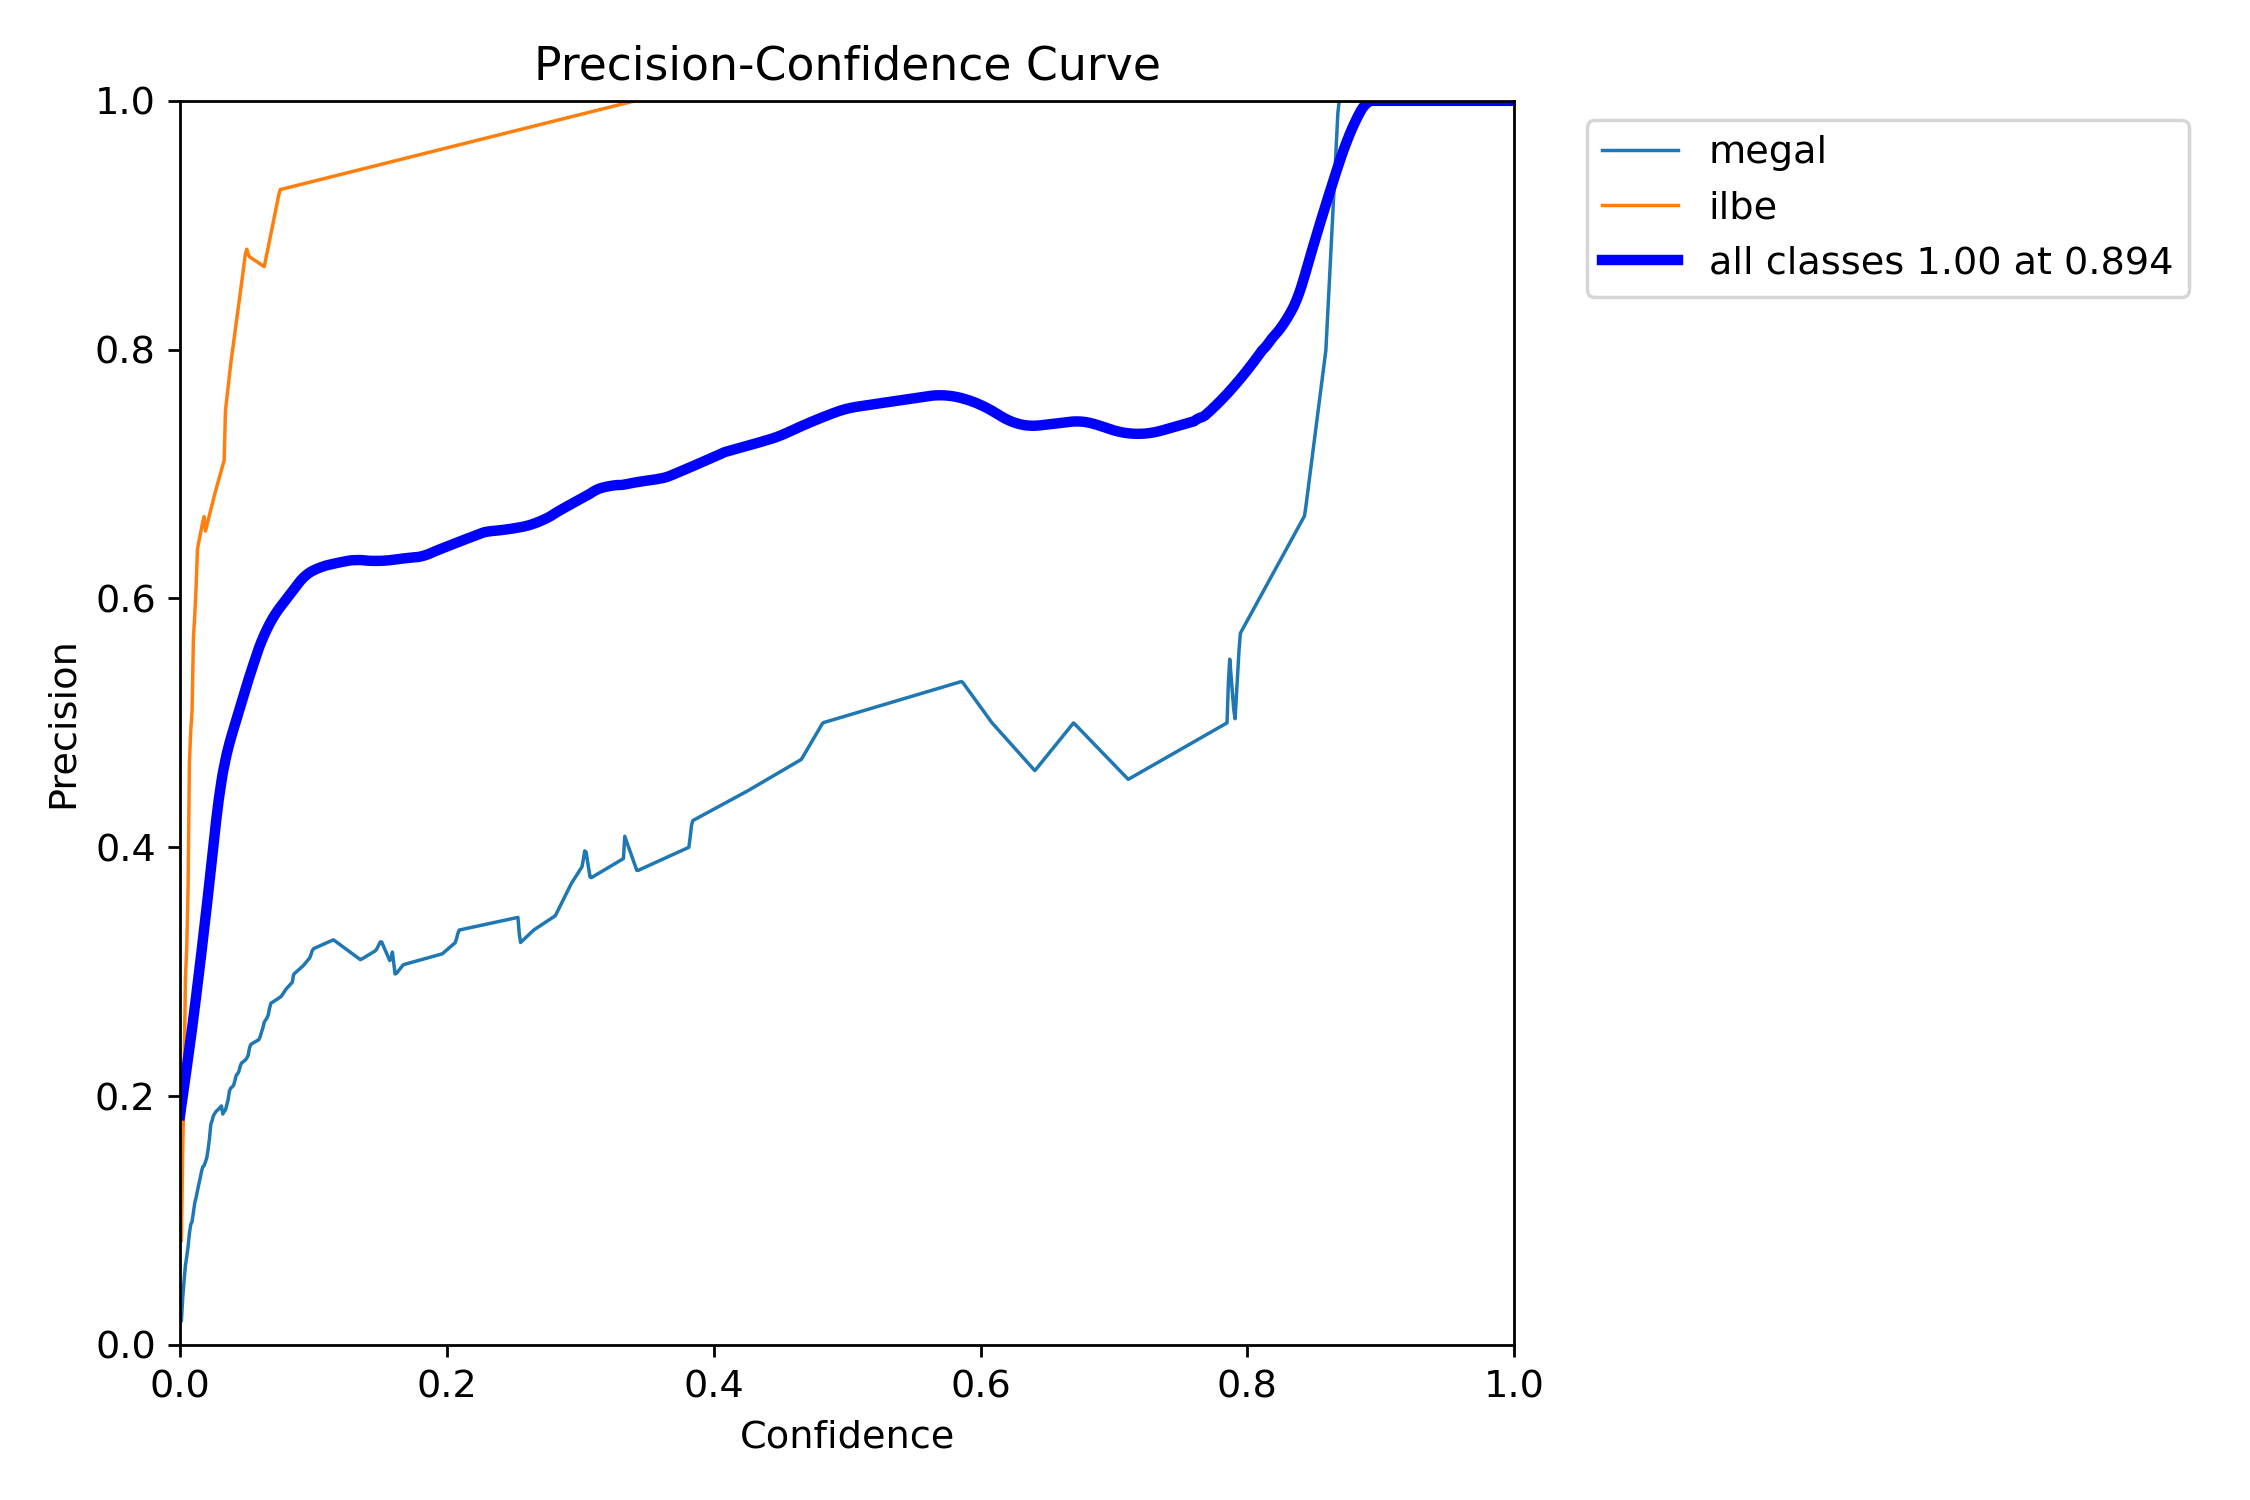 Precision-Confidence Curve
1.0
0.8
0.6
0.4
0.2
0.0
Precision
0.0 0.2 0.4 0.6 0.8 1.0
Confidence
megal
ilbe
all classes 1.00 at 0.894